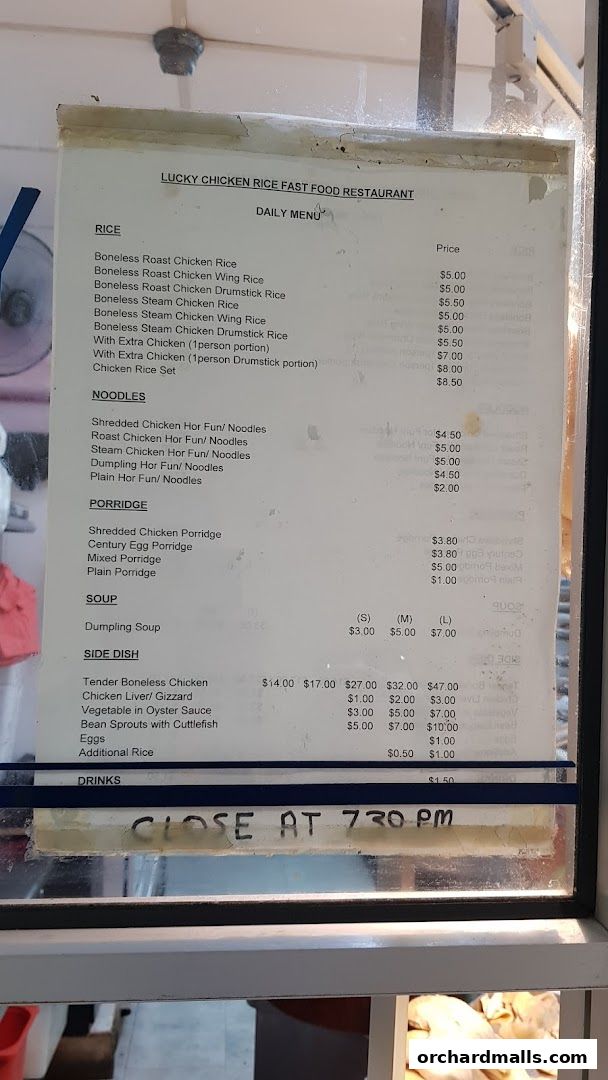 LUCKY CHICKEN RICE FAST FOOD RESTAURANT
DAILY MENU
RICE
Price
Boneless Roast Chicken Rice $5.00
Boneless Roast Chicken Wing Rice $5.00
Boneless Roast Chicken Drumstick Rice $5.50
Boneless Steam Chicken Rice $5.00
Boneless Steam Chicken Wing Rice $5.00
Boneless Steam Chicken Drumstick Rice $5.50
With Extra Chicken (1person portion) $7.00
With Extra Chicken (1person Drumstick portion) $8.00
Chicken Rice Set $8.50
NOODLES
Shredded Chicken Hor Fun/ Noodles $4.50
Roast Chicken Hor Fun/ Noodles $5.00
Steam Chicken Hor Fun/ Noodles $5.00
Dumpling Hor Fun/ Noodles $4.50
Plain Hor Fun/ Noodles $2.00
PORRIDGE
Shredded Chicken Porridge $3.80
Century Egg Porridge $3.80
Mixed Porridge $5.00
Plain Porridge $1.00
SOUP
(S) (M) (L)
Dumpling Soup $3.00 $5.00 $7.00
SIDE DISH
Tender Boneless Chicken $14.00 $17.00 $27.00 $32.00 $47.00
Chicken Liver/ Gizzard $1.00 $2.00 $3.00
Vegetable in Oyster Sauce $3.00 $5.00 $7.00
Bean Sprouts with Cuttlefish $5.00 $7.00 $10.00
Eggs $1.00
Additional Rice $0.50 $1.00
DRINKS $1.50
CLOSE AT 730 PM
orchardmalls.com